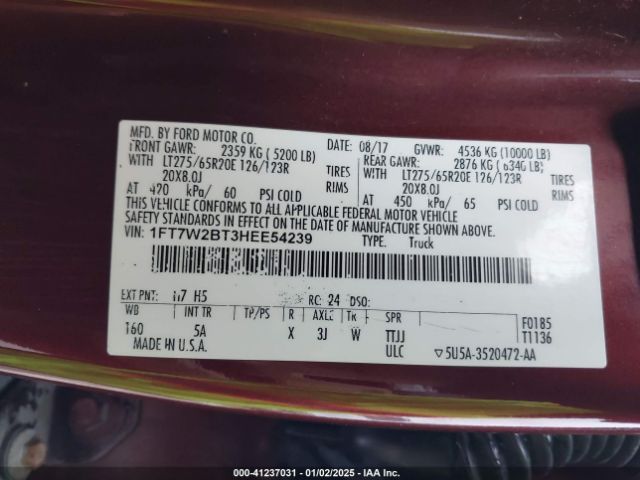 MFD. BY FORD MOTOR CO.
DATE: 08/17 GVWR: 4536 KG (10000 LB)
FRONT GAWR: 2359 KG ( 5200 LB) REAR GAWR: 2876 KG ( 6340 LB)
WITH LT275/65R20E 126/123R TIRES WITH LT275/65R20E 126/123R TIRES
20X8.0J RIMS 20X8.0J RIMS
AT 420 kPa/ 60 PSI COLD AT 450 kPa/ 65 PSI COLD
THIS VEHICLE CONFORMS TO ALL APPLICABLE FEDERAL MOTOR VEHICLE
SAFETY STANDARDS IN EFFECT ON THE DATE OF MANUFACTURE SHOWN ABOVE.
VIN: 1FT7W2BT3HEE54239 TYPE: Truck
EXT PNT: H5 RC: 24 DSO:
WB INT TR TP/PS R AXLE TR SPR F0185
160 5A X 3J W TTJJ T1136
MADE IN U.S.A. ULC ▽5U5A-3520472-AA
000-41237031 - 01/02/2025 - IAA Inc.